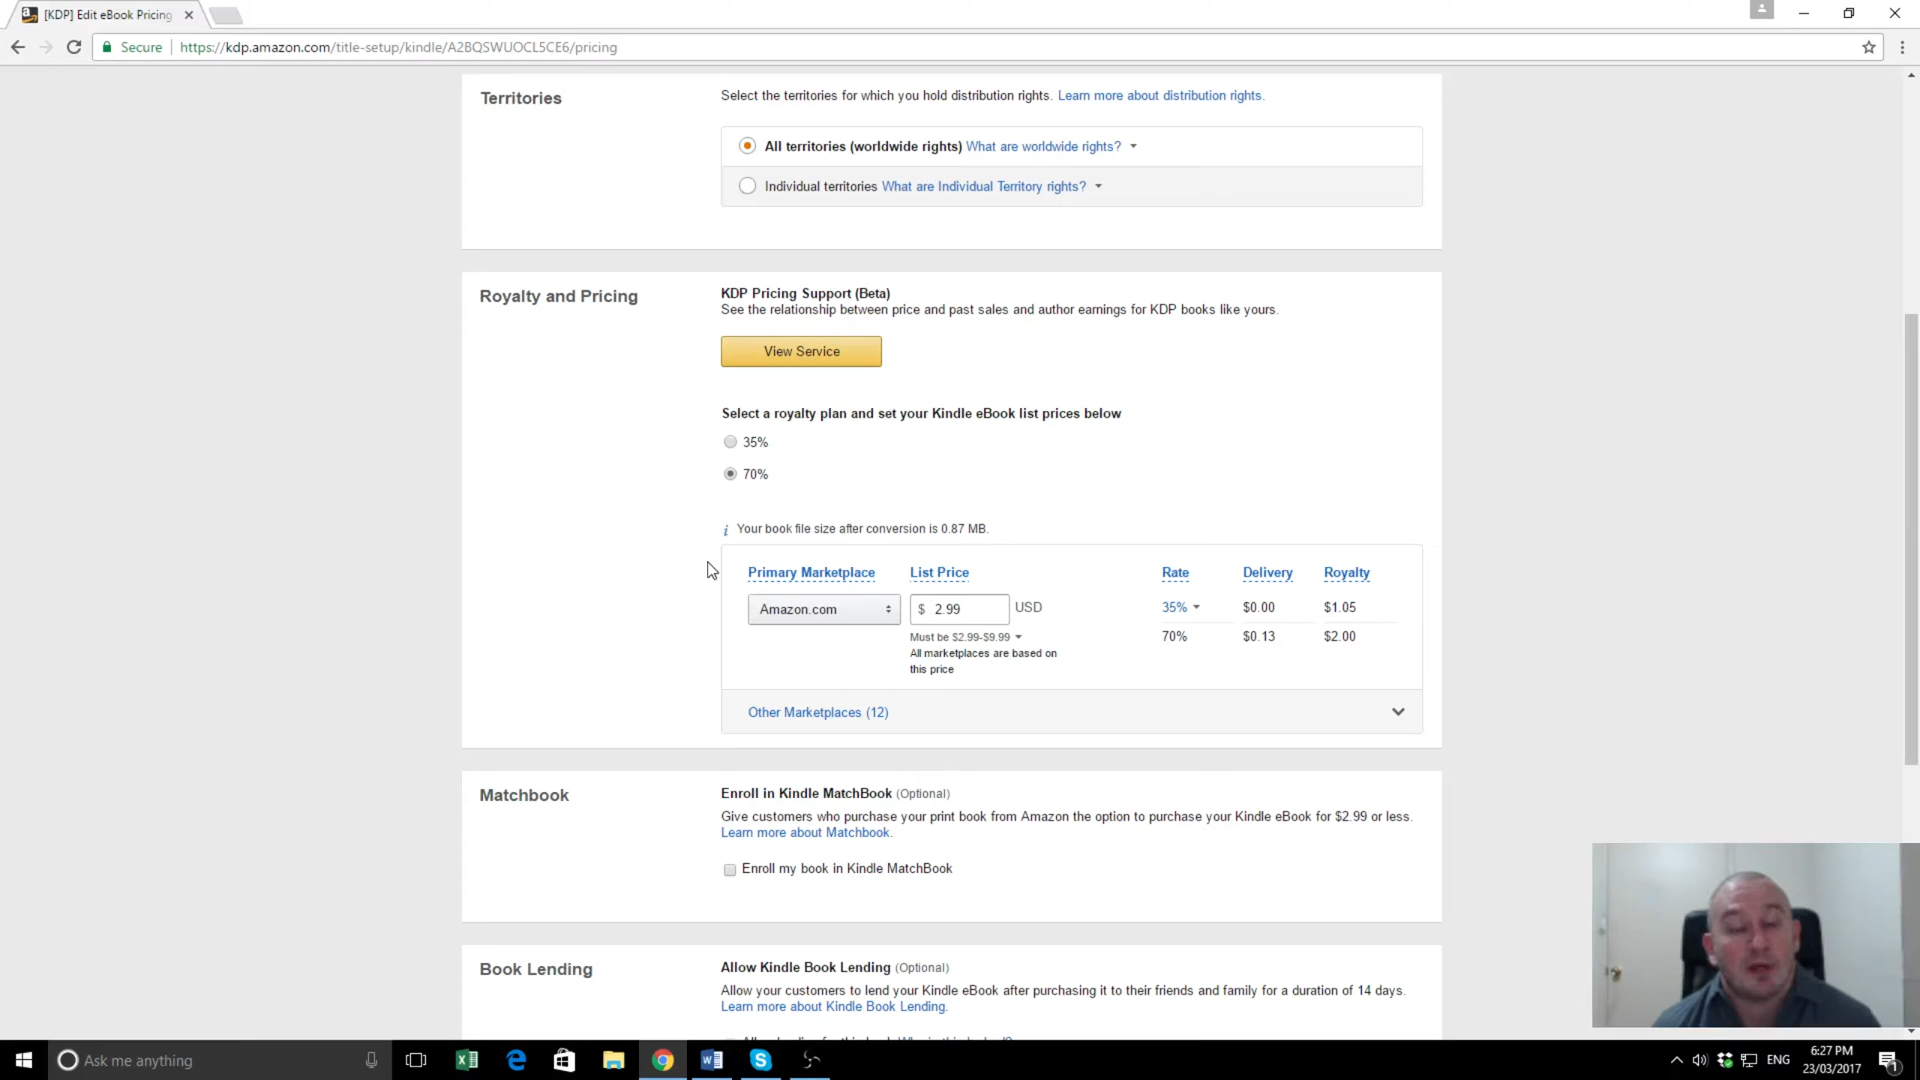 [KDP] Edit eBook Pricing
Secure https://kdp.amazon.com/title-setup/kindle/A2BQSWUOCL5CE6/pricing
Territories
Select the territories for which you hold distribution rights. Learn more about distribution rights.
All territories (worldwide rights) What are worldwide rights?
Individual territories What are Individual Territory rights?
Royalty and Pricing
KDP Pricing Support (Beta)
See the relationship between price and past sales and author earnings for KDP books like yours.
View Service
Select a royalty plan and set your Kindle eBook list prices below
35%
70%
i Your book file size after conversion is 0.87 MB.
Primary Marketplace List Price Rate Delivery Royalty
Amazon.com $ 2.99 USD 35% $0.00 $1.05
Must be $2.99-$9.99 70% $0.13 $2.00
All marketplaces are based on
this price
Other Marketplaces (12)
Matchbook
Enroll in Kindle MatchBook (Optional)
Give customers who purchase your print book from Amazon the option to purchase your Kindle eBook for $2.99 or less.
Learn more about Matchbook.
Enroll my book in Kindle MatchBook
Book Lending
Allow Kindle Book Lending (Optional)
Allow your customers to lend your Kindle eBook after purchasing it to their friends and family for a duration of 14 days.
Learn more about Kindle Book Lending.
Ask me anything
ENG
6:27 PM
23/03/2017
1